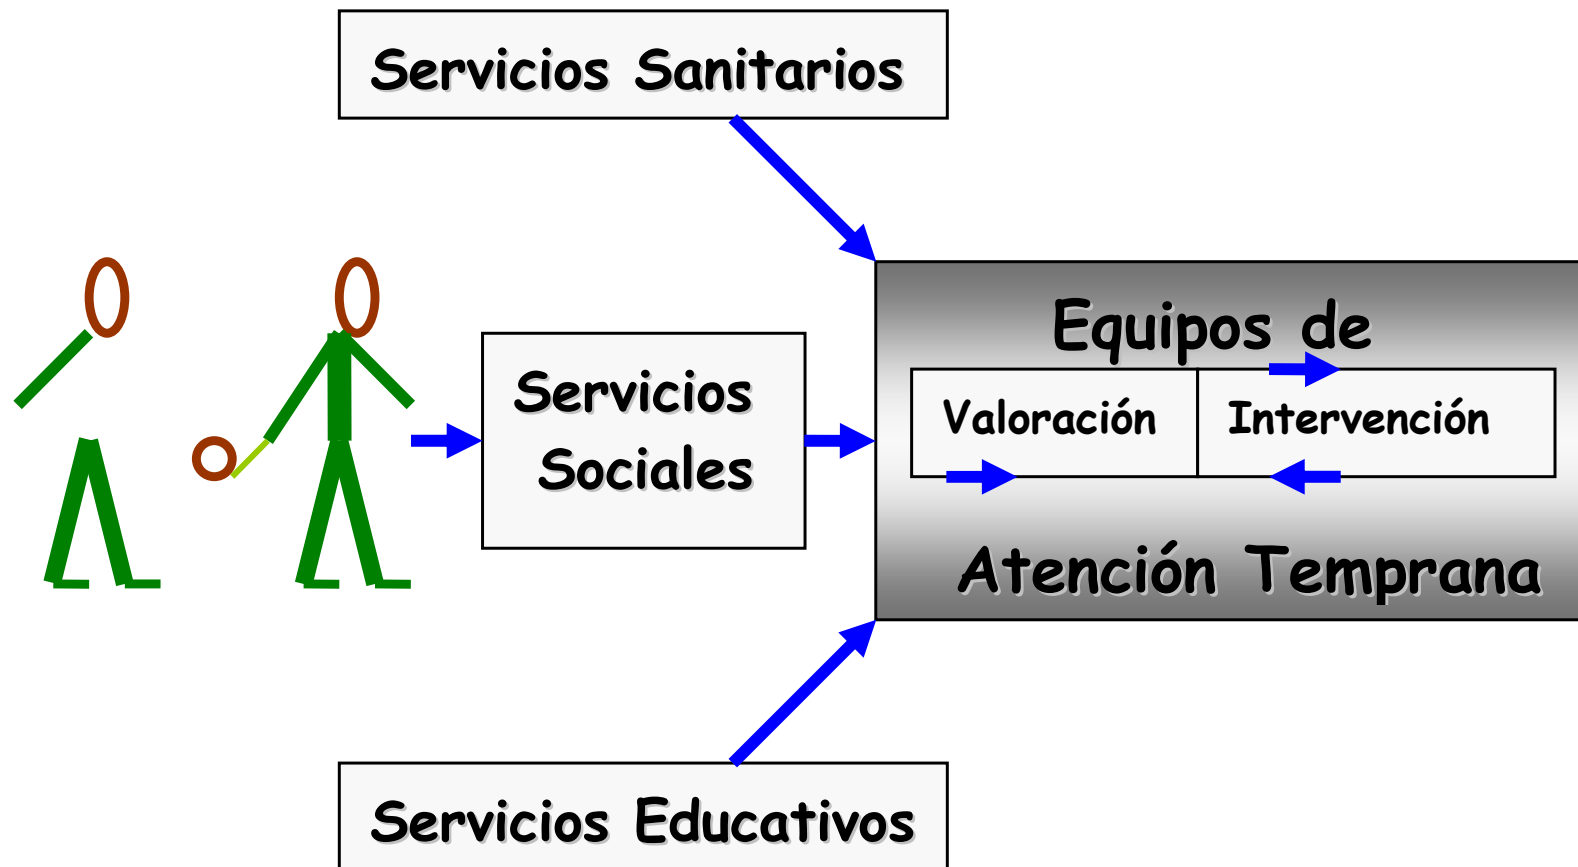 Servicios Sanitarios
Servicios
Sociales
Equipos de
Valoración
Intervención
Atención Temprana
Servicios Educativos